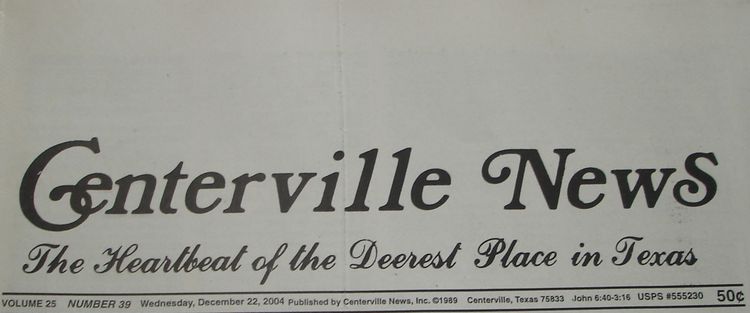 Centerville News
The Heartbeat of the Deerest Place in Texas
VOLUME 25 NUMBER 39 Wednesday, December 22, 2004 Published by Centerville News, Inc. ©1989 Centerville, Texas 75833 John 6:40-3:16 USPS #555230 50¢